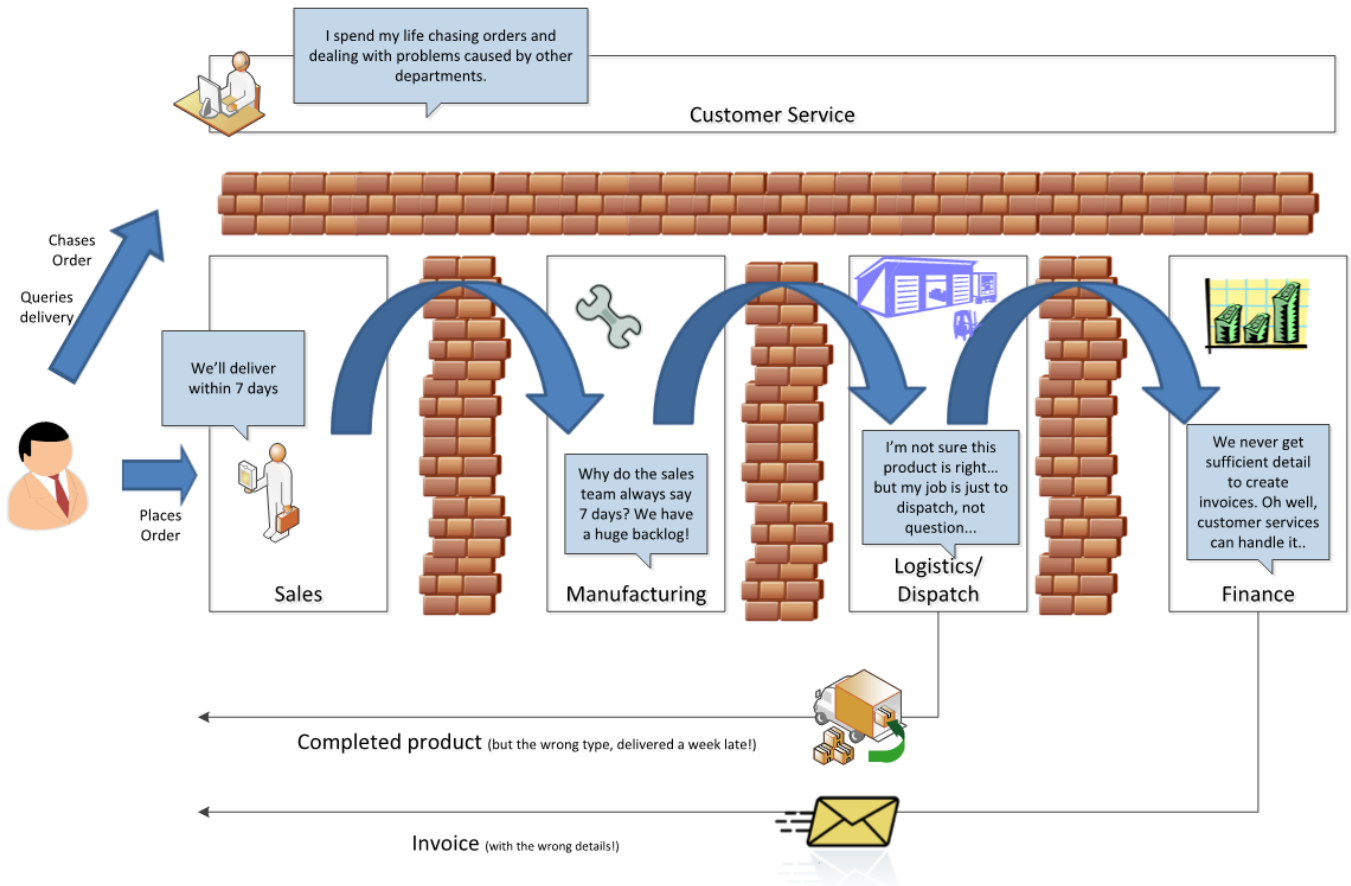 I spend my life chasing orders and
dealing with problems caused by other
departments.
Customer Service
Chases
Order
Queries
delivery
We’ll deliver
within 7 days
Places
Order
Sales
Why do the sales
team always say
7 days? We have
a huge backlog!
Manufacturing
I’m not sure this
product is right...
but my job is just to
dispatch, not
question...
Logistics/
Dispatch
We never get
sufficient detail
to create
invoices. Oh well,
customer services
can handle it..
Finance
Completed product (but the wrong type, delivered a week late!)
Invoice (with the wrong details!)